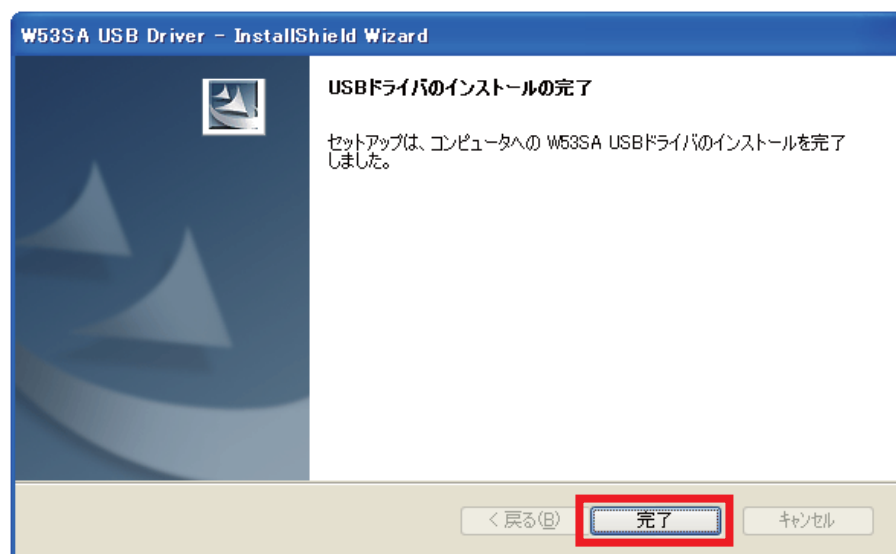 W53SA USB Driver - InstallShield Wizard
USBドライバのインストールの完了
セットアップは、コンピュータへの W53SA USBドライバのインストールを完了
しました。
< 戻る(B)
完了
キャンセル